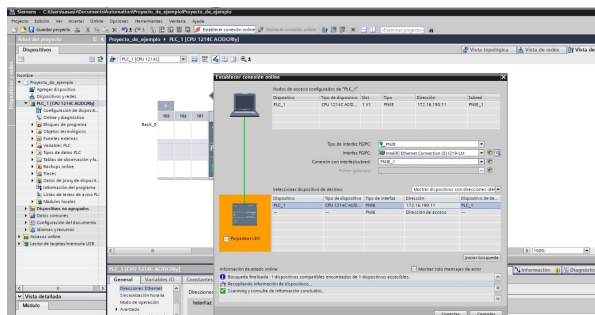 Siemens - C:\Users\sasasi\Documents\Automation\Proyecto_de_ejemplo\Proyecto_de_ejemplo
Proyecto Edición Ver Insertar Online Opciones Herramientas Ventana Ayuda
Guardar proyecto
Establecer conexión online
Deshacer conexión online
<Examinar proyecto>
Árbol del proyecto
Proyecto_de_ejemplo PLC_1 [CPU 1214C AC/DC/Rly]
Dispositivos
Vista topológica
Vista de redes
Vista de
PLC_1 [CPU 1214C]
Dispositivos y redes
Nombre
Proyecto_de_ejemplo
Agregar dispositivo
Dispositivos y redes
PLC_1 [CPU 1214C AC/DC/Rly]
Configuración de dispositi...
Online y diagnóstico
Bloques de programa
Objetos tecnológicos
Fuentes externas
Variables PLC
Tipos de datos PLC
Tablas de observación y fo...
Backups online
Traces
Datos de proxy de disposit...
Información del programa
Listas de textos de aviso PLC
Módulos locales
Dispositivos no agrupados
Datos comunes
Configuración del documento
Idiomas y recursos
Accesos online
Lector de tarjetas/memoria USB
Vista detallada
Módulo
103 102 101
Rack_0
Establecer conexión online
Nodos de acceso configurados de "PLC_1"
Dispositivo Tipo de dispositivo Slot Tipo Dirección Subred
PLC_1 CPU 1214C AC/D... 1 X1 PN/IE 172.16.190.11 PN/IE_1
Tipo de interfaz PG/PC: PN/IE
Interfaz PG/PC: Intel(R) Ethernet Connection (5) I219-LM
Conexión con interfaz/subred: PN/IE_1
Primer gateway:
Seleccionar dispositivo de destino: Mostrar dispositivos con direcciones idén
Dispositivo Tipo de dispositivo Tipo de interfaz Dirección Dispositivo de de...
PLC_1 CPU 1214C AC/D... PN/IE 172.16.190.11 PLC_1
-- -- PN/IE Dirección de acceso --
Parpadear LED
Iniciar búsqueda
Información de estado online:
Mostrar solo mensajes de error
Búsqueda finalizada: 1 dispositivos compatibles encontrados de 1 dispositivos accesibles.
Recopilando información de dispositivos...
Scanning y consulta de información concluidos.
Conectar Cancelar
100%
Información
Diagnóstic
PLC_1 [CPU 1214C AC/DC/Rly]
General Variables IO Constantes
Direcciones Ethernet
Sincronización horaria
Modo de operación
Avanzado
Direcciones
Interfaz